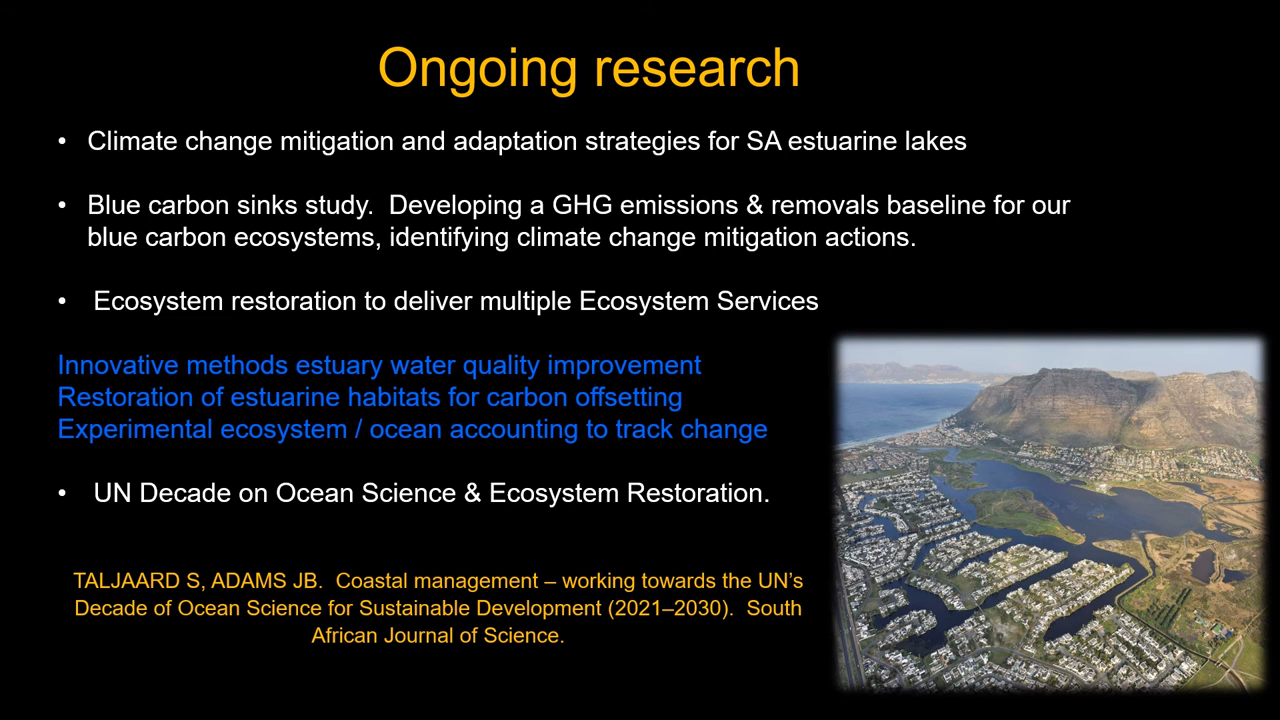 Ongoing research
• Climate change mitigation and adaptation strategies for SA estuarine lakes
• Blue carbon sinks study.  Developing a GHG emissions & removals baseline for our
blue carbon ecosystems, identifying climate change mitigation actions.
• Ecosystem restoration to deliver multiple Ecosystem Services
Innovative methods estuary water quality improvement
Restoration of estuarine habitats for carbon offsetting
Experimental ecosystem / ocean accounting to track change
• UN Decade on Ocean Science & Ecosystem Restoration.
TALJAARD S, ADAMS JB.  Coastal management – working towards the UN’s
Decade of Ocean Science for Sustainable Development (2021–2030).  South
African Journal of Science.